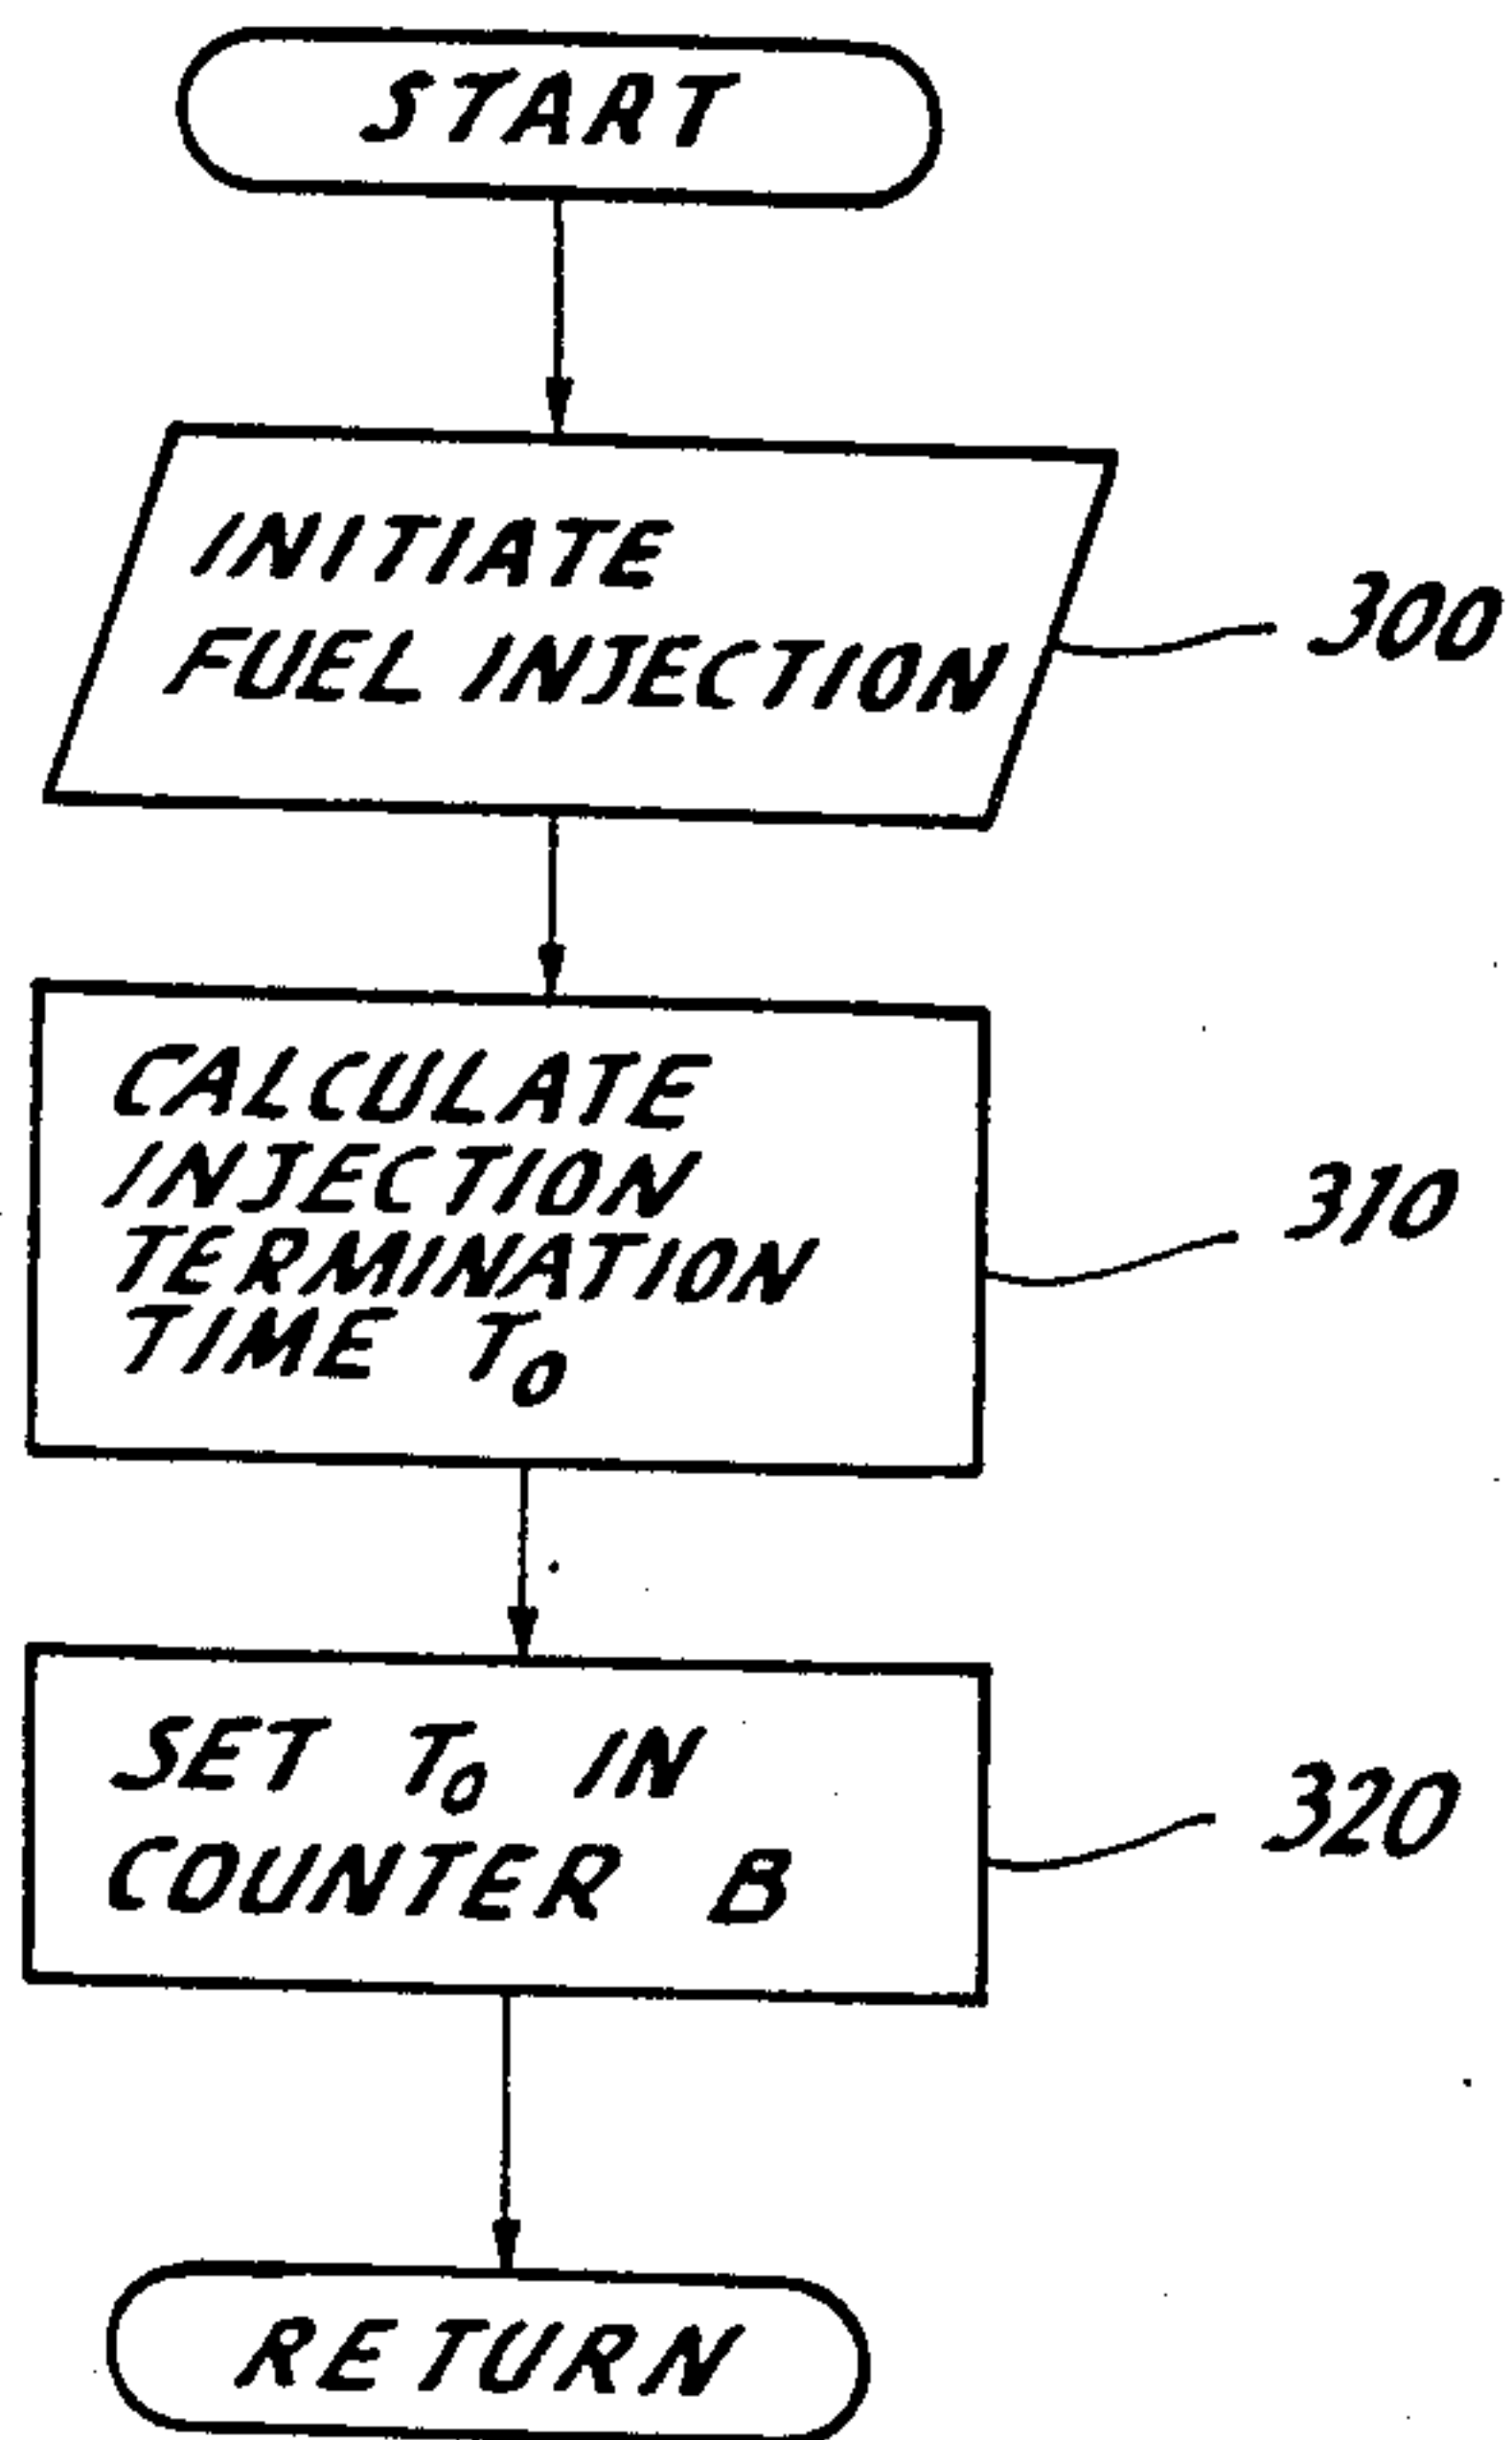 START
INITIATE
FUEL INJECTION
300
CALCULATE
INJECTION
TERMINATION
TIME T₀
310
SET T₀ IN
COUNTER B
320
RETURN